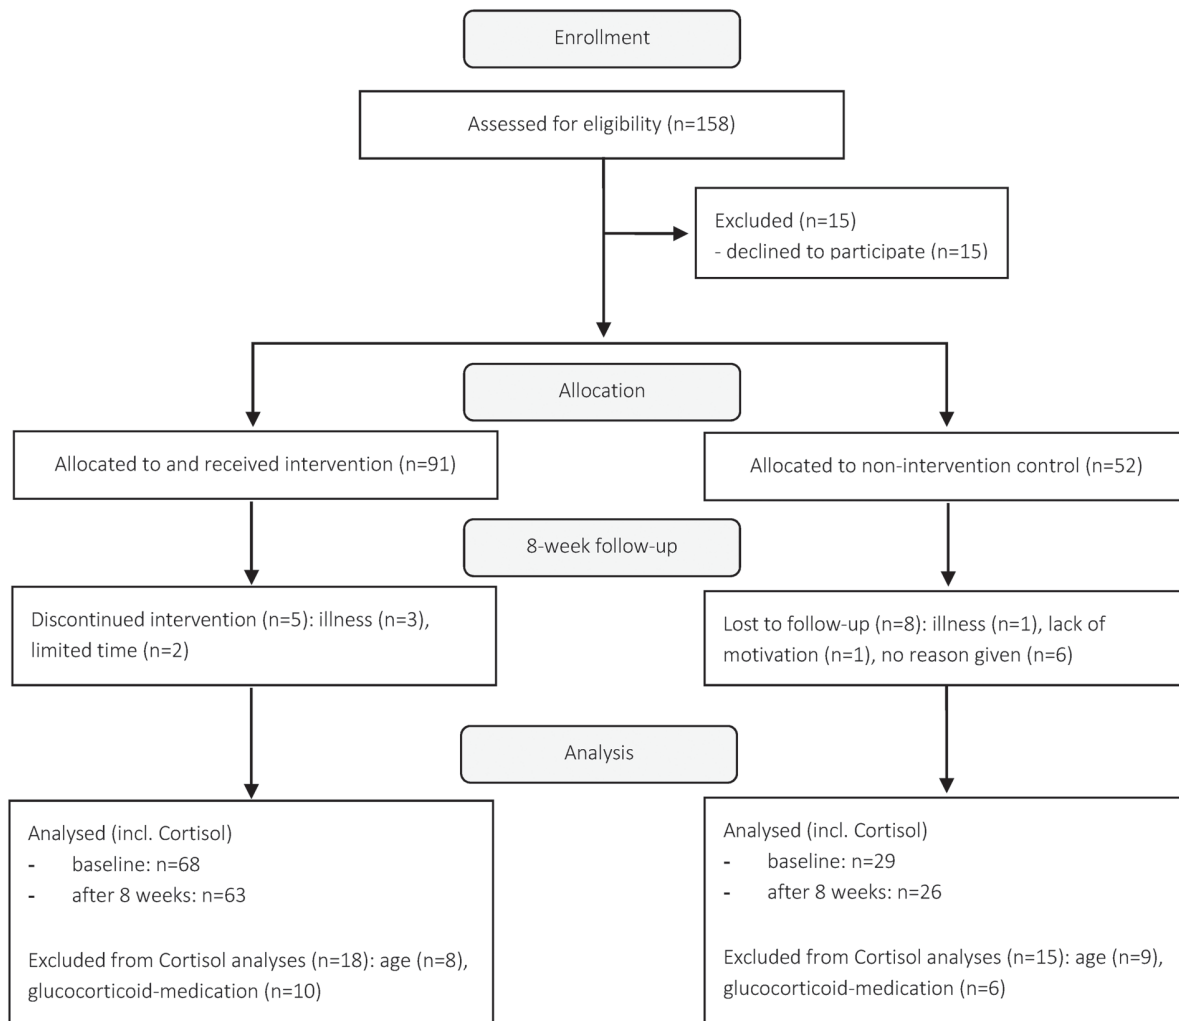 Enrollment
Assessed for eligibility (n=158)
Excluded (n=15)
- declined to participate (n=15)
Allocation
Allocated to and received intervention (n=91)
Allocated to non-intervention control (n=52)
8-week follow-up
Discontinued intervention (n=5): illness (n=3),
limited time (n=2)
Lost to follow-up (n=8): illness (n=1), lack of
motivation (n=1), no reason given (n=6)
Analysis
Analysed (incl. Cortisol)
- baseline: n=68
- after 8 weeks: n=63
Excluded from Cortisol analyses (n=18): age (n=8),
glucocorticoid-medication (n=10)
Analysed (incl. Cortisol)
- baseline: n=29
- after 8 weeks: n=26
Excluded from Cortisol analyses (n=15): age (n=9),
glucocorticoid-medication (n=6)